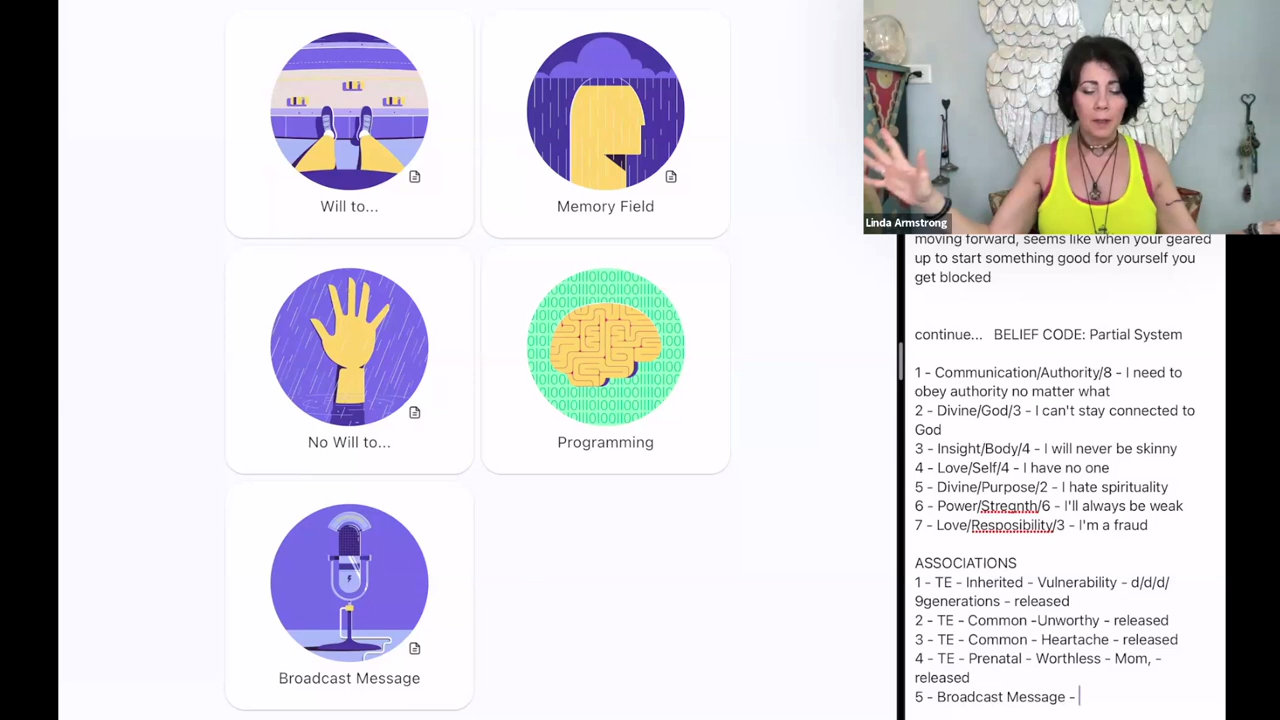 Will to...
Memory Field
No Will to...
Programming
Broadcast Message
Linda Armstrong
moving forward, seems like when your geared
up to start something good for yourself you
get blocked
continue... BELIEF CODE: Partial System
1 - Communication/Authority/8 - I need to
obey authority no matter what
2 - Divine/God/3 - I can't stay connected to
God
3 - Insight/Body/4 - I will never be skinny
4 - Love/Self/4 - I have no one
5 - Divine/Purpose/2 - I hate spirituality
6 - Power/Stregnth/6 - I'll always be weak
7 - Love/Resposibility/3 - I'm a fraud
ASSOCIATIONS
1 - TE - Inherited - Vulnerability - d/d/d/
9generations - released
2 - TE - Common -Unworthy - released
3 - TE - Common - Heartache - released
4 - TE - Prenatal - Worthless - Mom, -
released
5 - Broadcast Message -